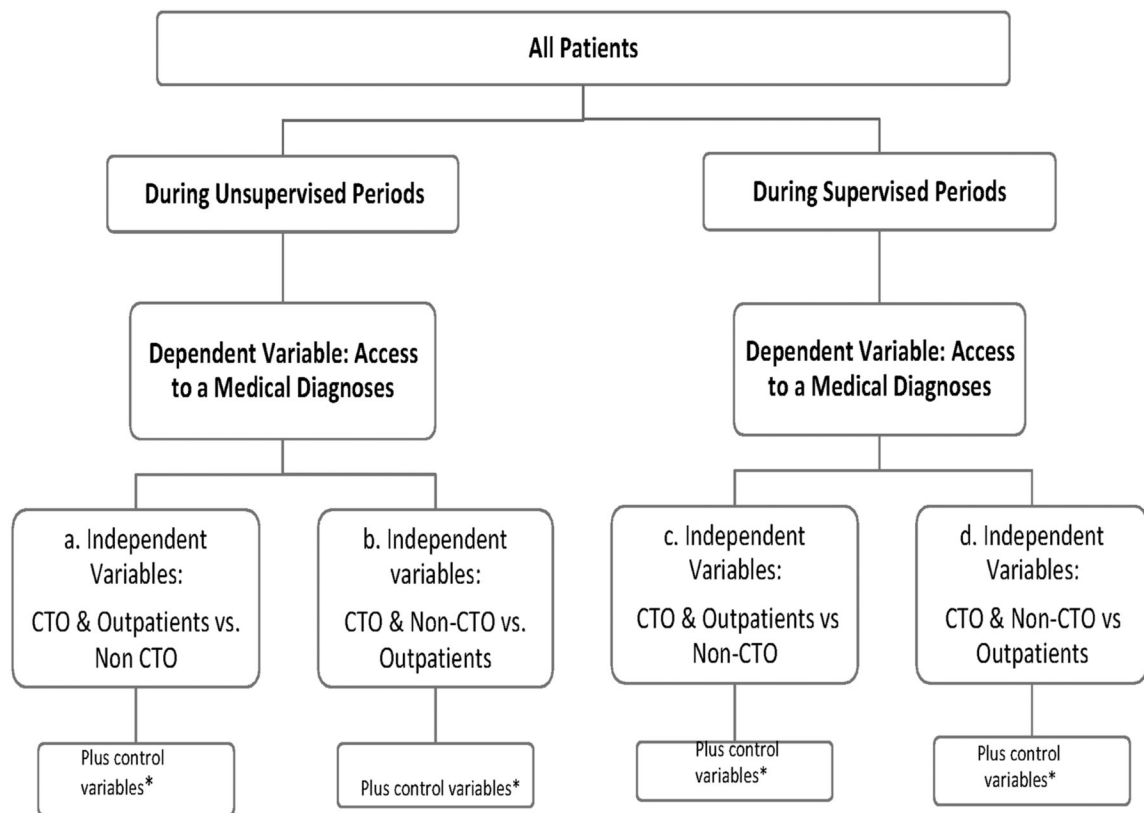 All Patients
During Unsupervised Periods
During Supervised Periods
Dependent Variable: Access
to a Medical Diagnoses
Dependent Variable: Access
to a Medical Diagnoses
a. Independent
Variables:
CTO & Outpatients vs.
Non CTO
b. Independent
variables:
CTO & Non-CTO vs.
Outpatients
c. Independent
Variables:
CTO & Outpatients vs
Non-CTO
d. Independent
Variables:
CTO & Non-CTO vs
Outpatients
Plus control
variables*
Plus control variables*
Plus control
variables*
Plus control
variables*